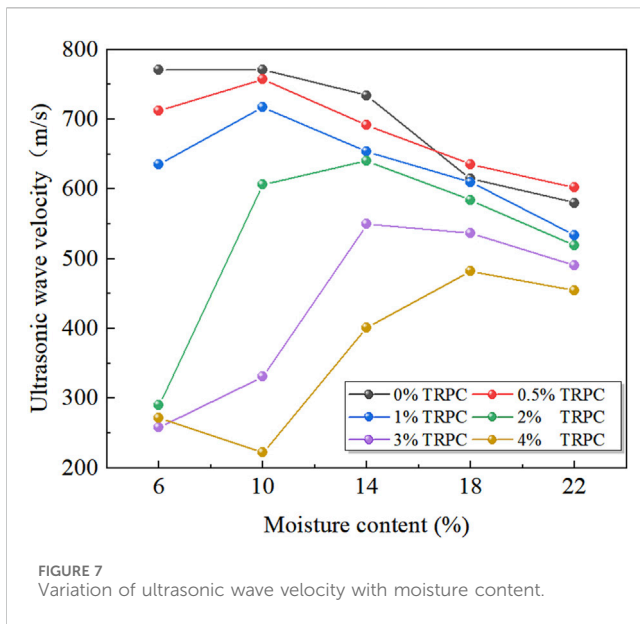 800
700
600
500
400
300
200
Ultrasonic wave velocity（m/s）
0% TRPC 0.5% TRPC
1% TRPC 2% TRPC
3% TRPC 4% TRPC
6 10 14 18 22
Moisture content (%)
FIGURE 7
Variation of ultrasonic wave velocity with moisture content.